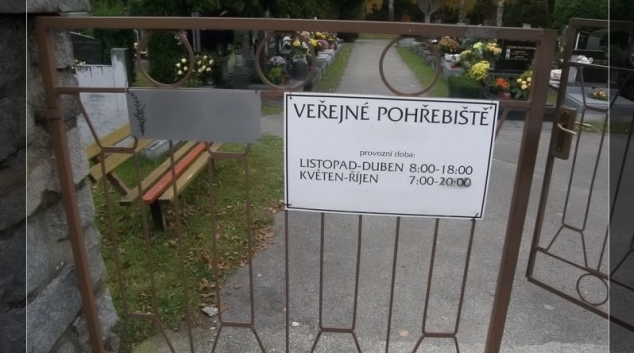 VEŘEJNÉ POHŘEBIŠTĚ
provozní doba:
LISTOPAD-DUBEN 8:00-18:00
KVĚTEN-ŘÍJEN 7:00-20:00